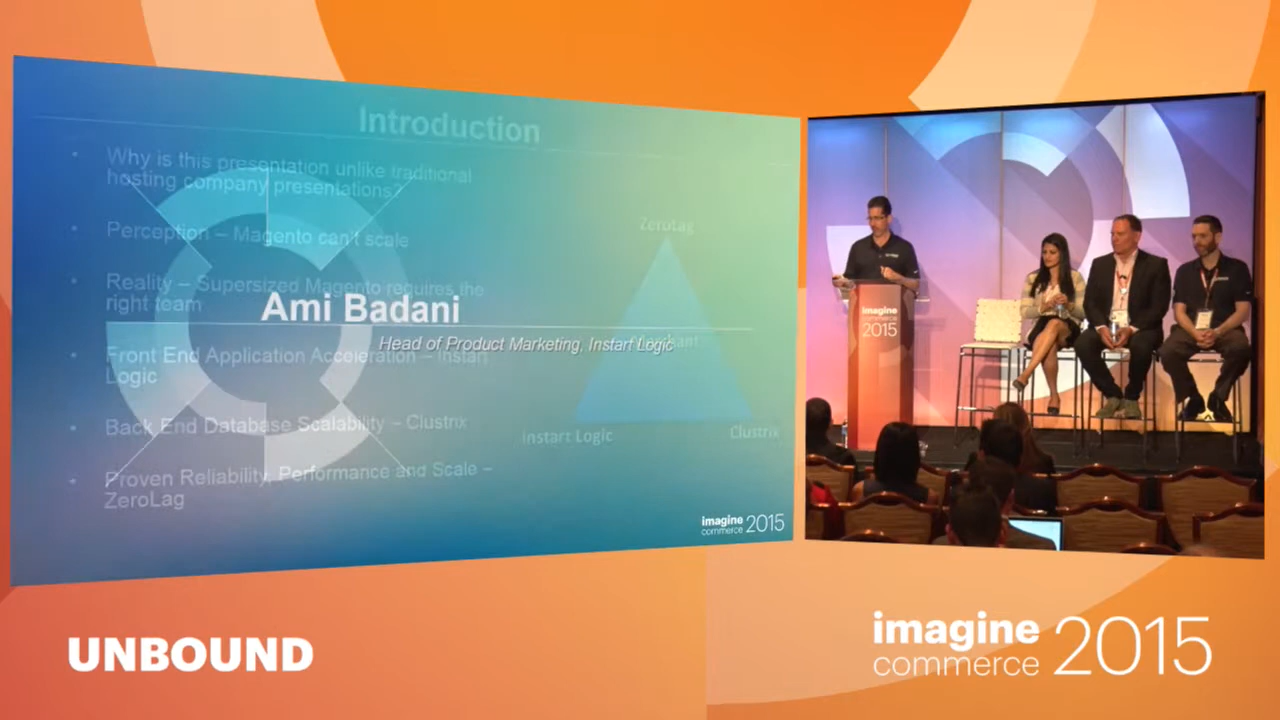 Introduction
Why is this presentation unlike traditional
hosting company presentations?
Perception – Magento can't scale
Reality – Supersized Magento requires the
right team
Front End Application Acceleration – Instart
Logic
Back End Database Scalability – Clustrix
Proven Reliability, Performance and Scale –
ZeroLag
Zerolag
Instart Logic
Clustrix
Ami Badani
Head of Product Marketing, Instart Logic
imagine
commerce 2015
imagine
commerce
2015
UNBOUND
imagine
commerce 2015